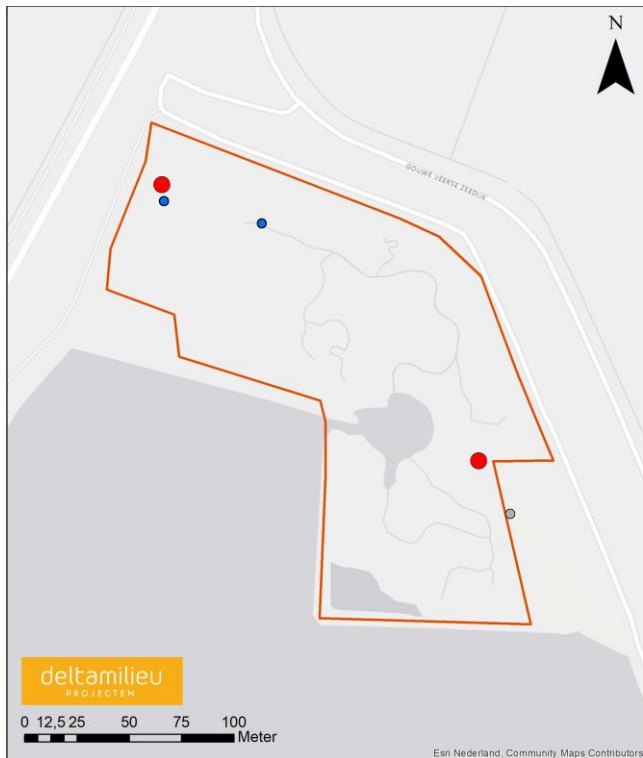 N
GOUWE VEERSE ZEEDIJK
deltamilieu
PROJECTEN
0 12,5 25 50 75 100
Meter
Esri Nederland, Community Maps Contributors